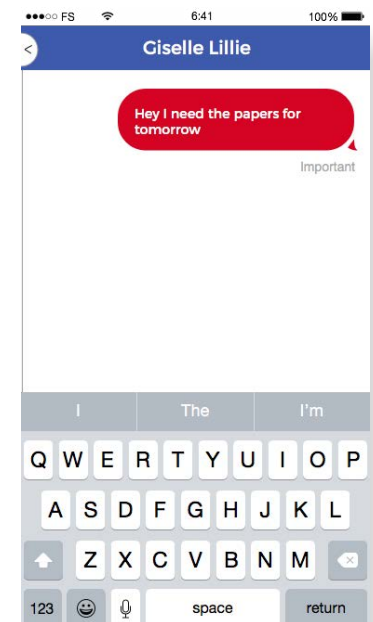 FS 6:41 100%
<
Giselle Lillie
Hey I need the papers for
tomorrow
Important
I The I'm
Q W E R T Y U I O P
A S D F G H J K L
Z X C V B N M
123 space return